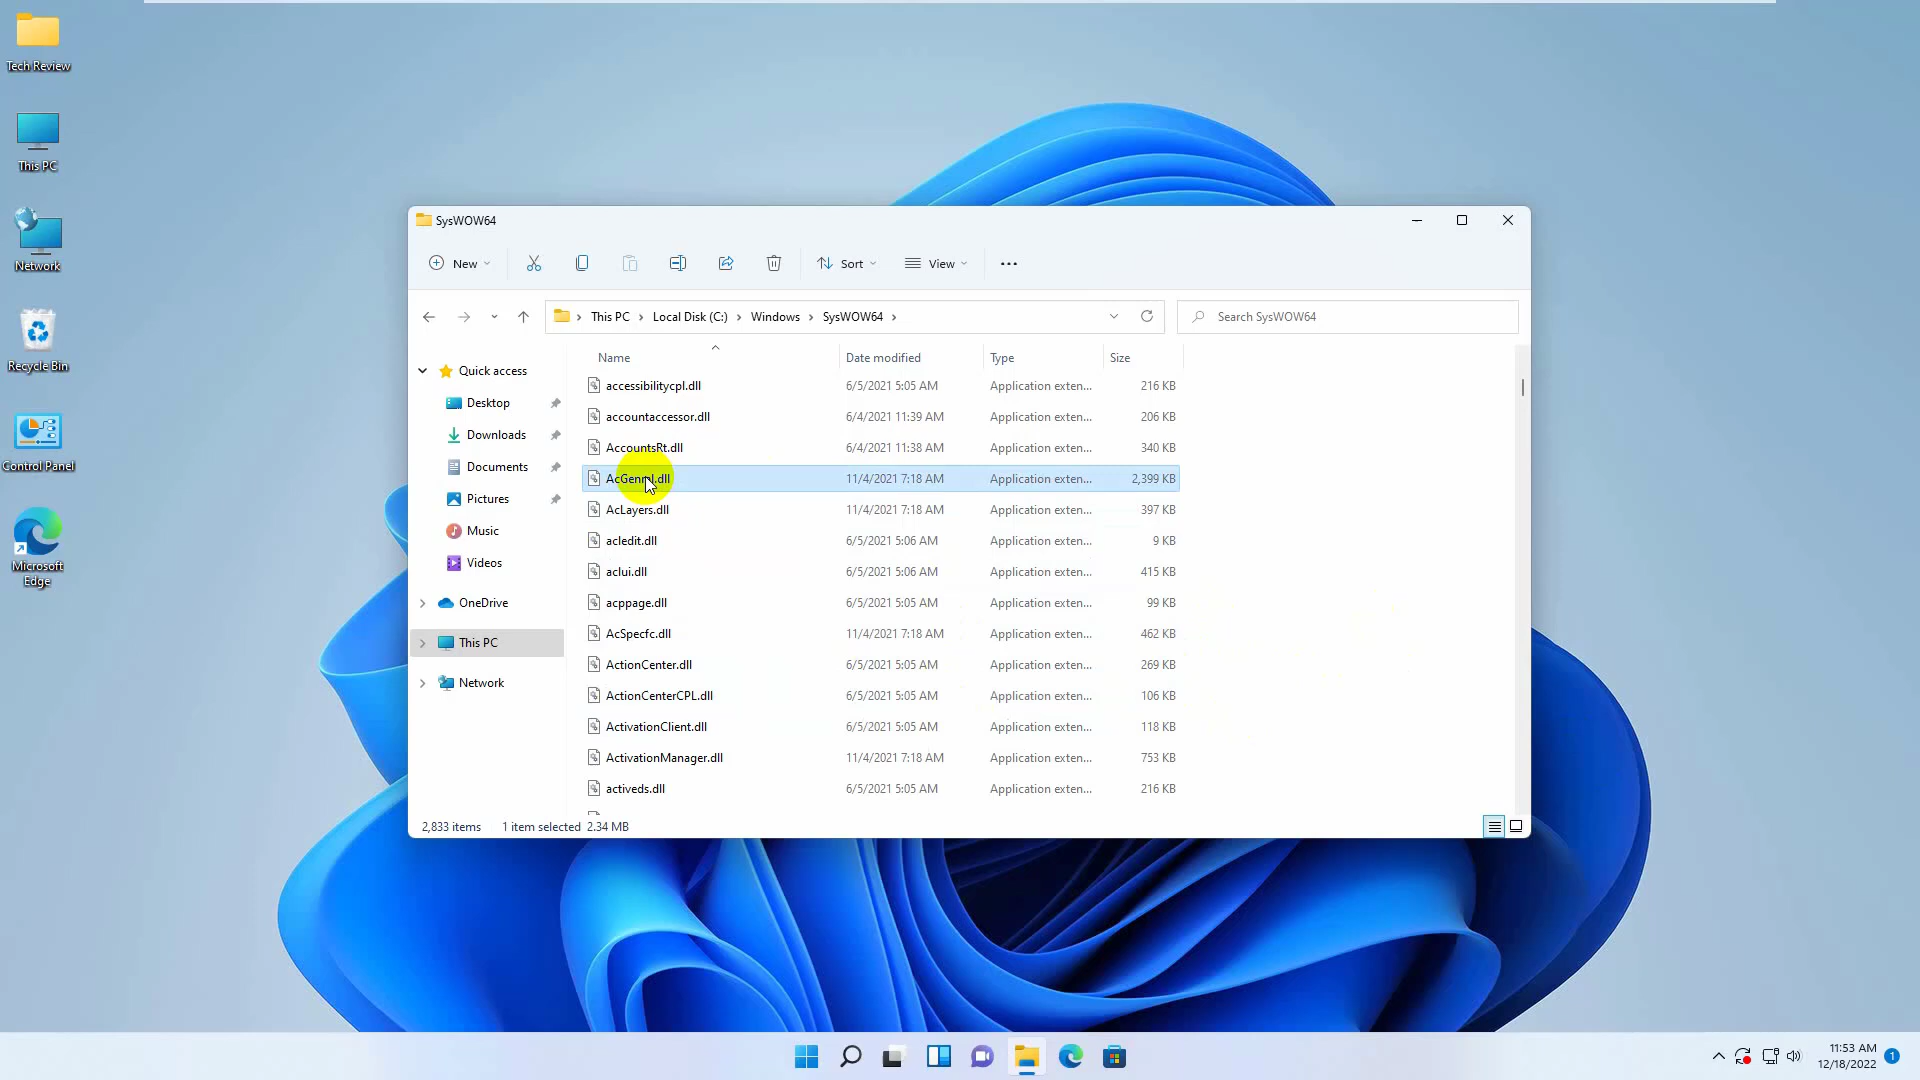 Tech Review
This PC
Network
Recycle Bin
Control Panel
Microsoft
Edge
SysWOW64
New
Sort
View
This PC
Local Disk (C:)
Windows
SysWOW64
Search SysWOW64
Quick access
Desktop
Downloads
Documents
Pictures
Music
Videos
OneDrive
This PC
Network
Name Date modified Type Size
accessibilitycpl.dll 6/5/2021 5:05 AM Application exten... 216 KB
accountaccessor.dll 6/4/2021 11:39 AM Application exten... 206 KB
AccountsRt.dll 6/4/2021 11:38 AM Application exten... 340 KB
AcGenral.dll 11/4/2021 7:18 AM Application exten... 2,399 KB
AcLayers.dll 11/4/2021 7:18 AM Application exten... 397 KB
acledit.dll 6/5/2021 5:06 AM Application exten... 9 KB
aclui.dll 6/5/2021 5:06 AM Application exten... 415 KB
acppage.dll 6/5/2021 5:05 AM Application exten... 99 KB
AcSpecfc.dll 11/4/2021 7:18 AM Application exten... 462 KB
ActionCenter.dll 6/5/2021 5:05 AM Application exten... 269 KB
ActionCenterCPL.dll 6/5/2021 5:05 AM Application exten... 106 KB
ActivationClient.dll 6/5/2021 5:05 AM Application exten... 118 KB
ActivationManager.dll 11/4/2021 7:18 AM Application exten... 753 KB
activeds.dll 6/5/2021 5:05 AM Application exten... 216 KB
2,833 items 1 item selected 2.34 MB
11:53 AM
12/18/2022
1